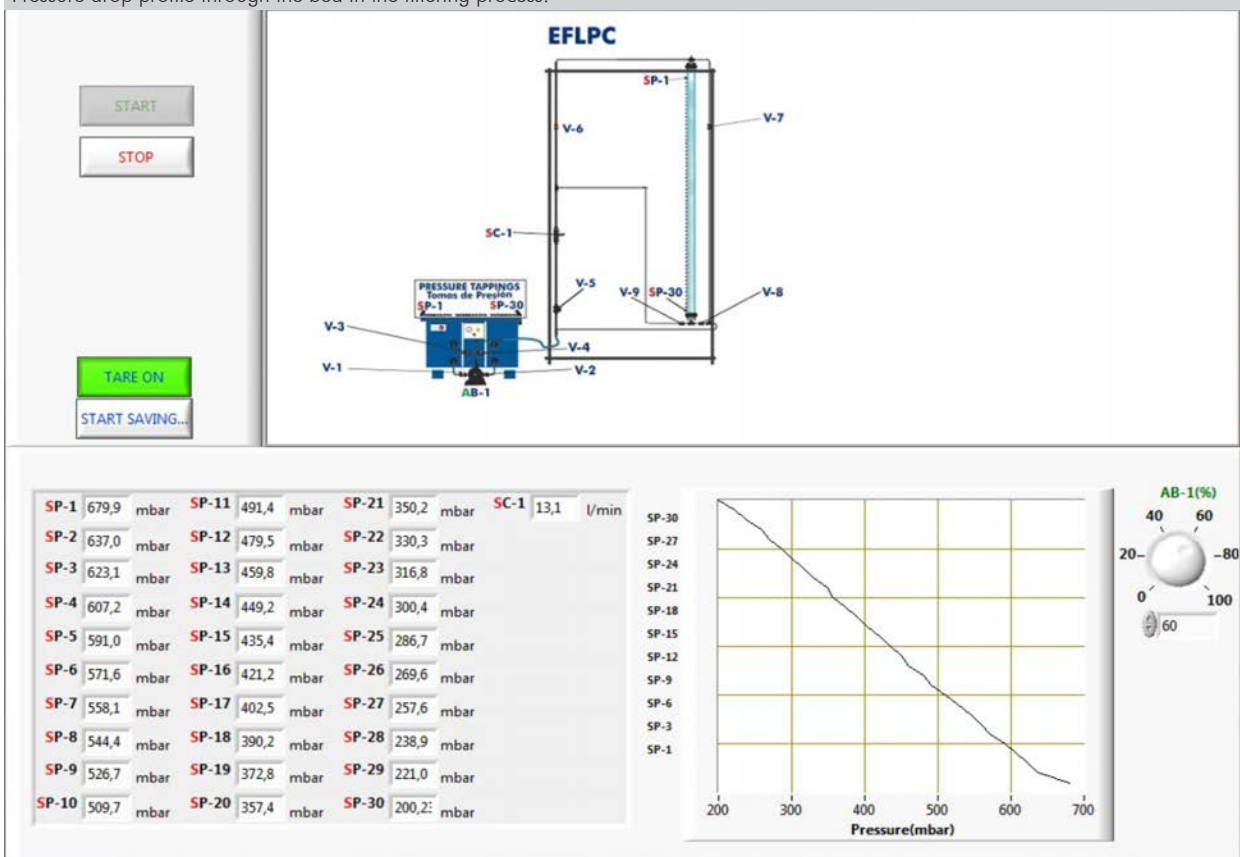 Pressure drop profile through the bed in the filtering process.
EFLPC
START
STOP
TARE ON
START SAVING...
SP-1
V-6
V-7
SC-1
PRESSURE TAPPINGS
Tomas de Presión
SP-1 SP-30
V-5
V-9 SP-30 V-8
V-3
V-4
V-1 V-2
AB-1
SP-1 679,9 mbar SP-11 491,4 mbar SP-21 350,2 mbar SC-1 13,1 l/min
SP-2 637,0 mbar SP-12 479,5 mbar SP-22 330,3 mbar
SP-3 623,1 mbar SP-13 459,8 mbar SP-23 316,8 mbar
SP-4 607,2 mbar SP-14 449,2 mbar SP-24 300,4 mbar
SP-5 591,0 mbar SP-15 435,4 mbar SP-25 286,7 mbar
SP-6 571,6 mbar SP-16 421,2 mbar SP-26 269,6 mbar
SP-7 558,1 mbar SP-17 402,5 mbar SP-27 257,6 mbar
SP-8 544,4 mbar SP-18 390,2 mbar SP-28 238,9 mbar
SP-9 526,7 mbar SP-19 372,8 mbar SP-29 221,0 mbar
SP-10 509,7 mbar SP-20 357,4 mbar SP-30 200,2
SP-30
SP-27
SP-24
SP-21
SP-18
SP-15
SP-12
SP-9
SP-6
SP-3
SP-1
200 300 400 500 600 700
Pressure(mbar)
AB-1(%)
40 60
20 80
0 100
60